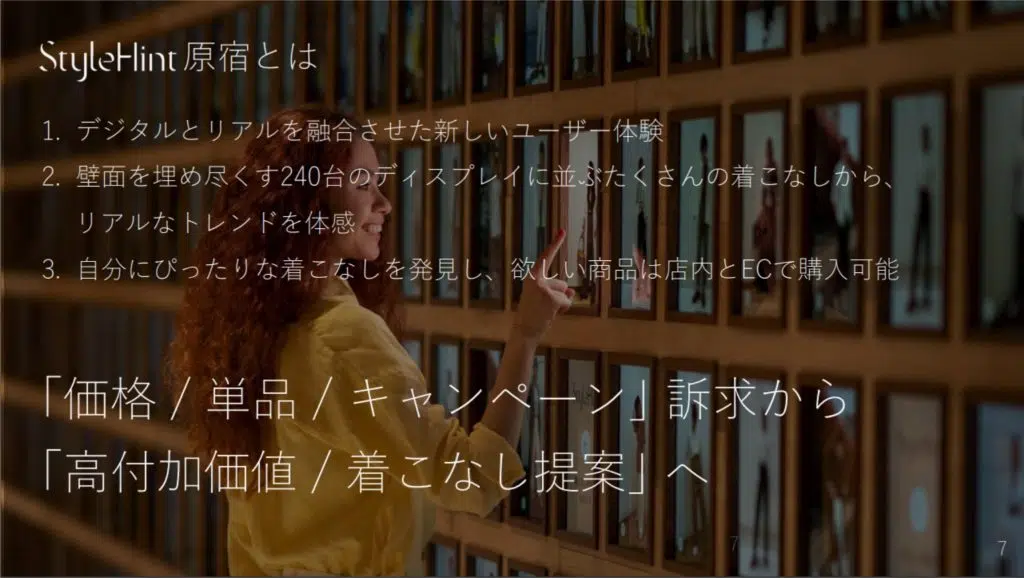 StyleHint 原宿とは
1. デジタルとリアルを融合させた新しいユーザー体験
2. 壁面を埋め尽くす240台のディスプレイに並ぶたくさんの着こなしから、
リアルなトレンドを体感
3. 自分にぴったりな着こなしを発見し、欲しい商品は店内とECで購入可能
「価格 / 単品 / キャンペーン」訴求から
「高付加価値 / 着こなし提案」へ
7
7